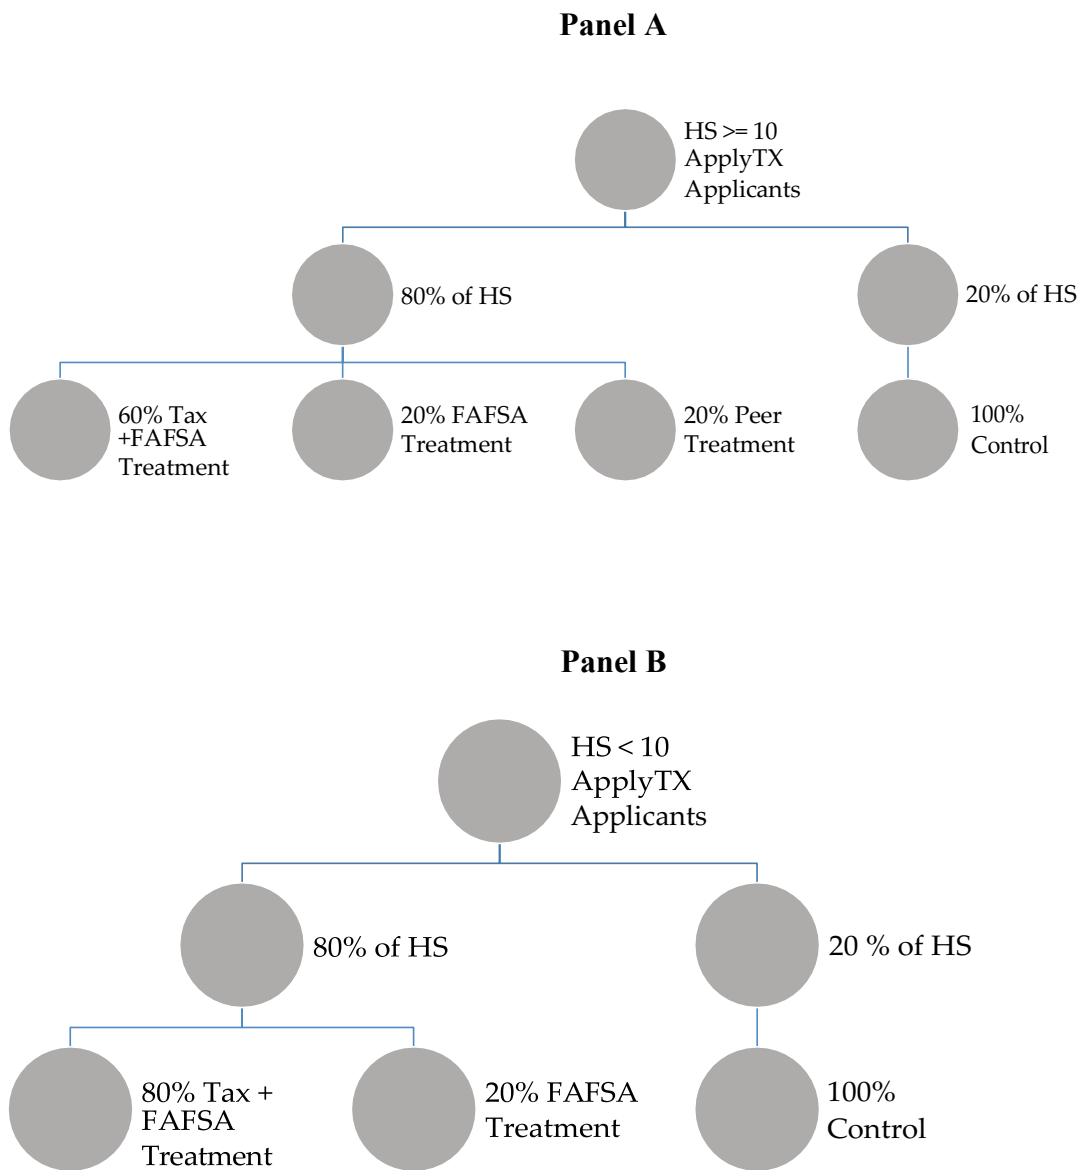 Panel A
HS >= 10
ApplyTX
Applicants
80% of HS
20% of HS
60% Tax
+FAFSA
Treatment
20% FAFSA
Treatment
20% Peer
Treatment
100%
Control
Panel B
HS < 10
ApplyTX
Applicants
80% of HS
20 % of HS
80% Tax +
FAFSA
Treatment
20% FAFSA
Treatment
100%
Control